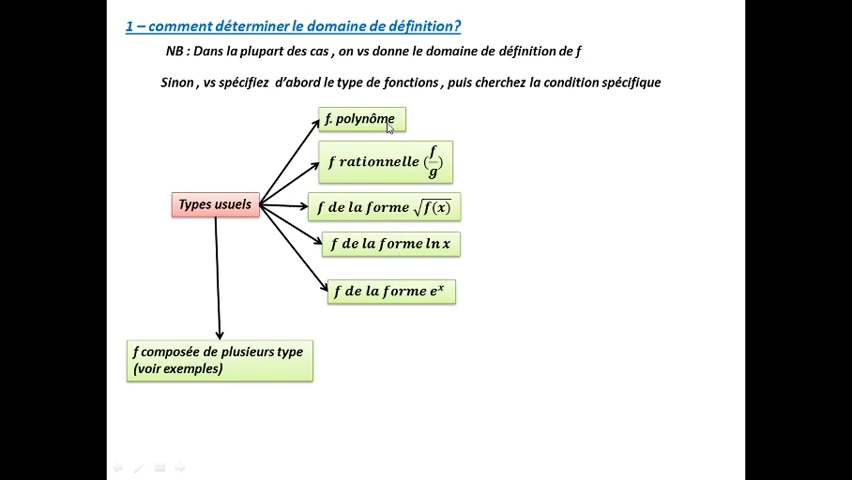 1 – comment déterminer le domaine de définition?
NB : Dans la plupart des cas , on vs donne le domaine de définition de f
Sinon , vs spécifiez d'abord le type de fonctions , puis cherchez la condition spécifique
f. polynôme
f rationnelle (f/g)
Types usuels
f de la forme √f(x)
f de la forme ln x
f de la forme eˣ
f composée de plusieurs type
(voir exemples)